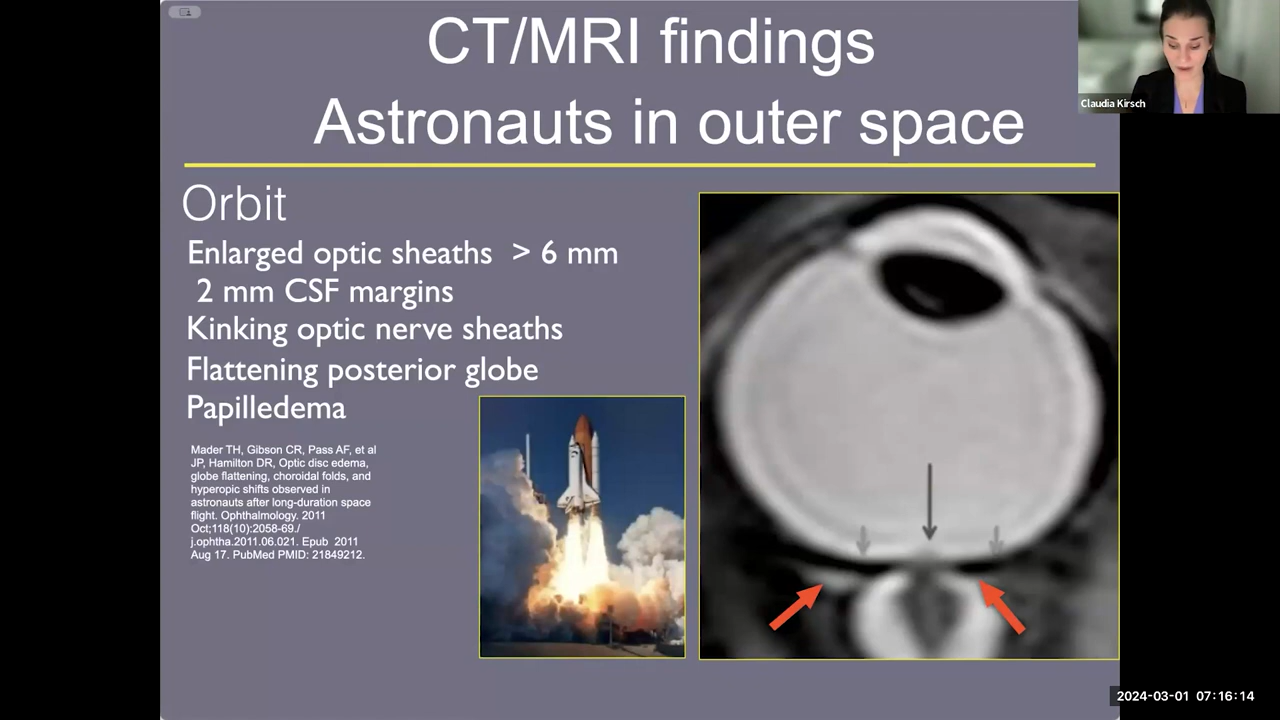 CT/MRI findings
Astronauts in outer space
Claudia Kirsch
Orbit
Enlarged optic sheaths > 6 mm
2 mm CSF margins
Kinking optic nerve sheaths
Flattening posterior globe
Papilledema
Mader TH, Gibson CR, Pass AF, et al
JP, Hamilton DR, Optic disc edema,
globe flattening, choroidal folds, and
hyperopic shifts observed in
astronauts after long-duration space
flight. Ophthalmology. 2011
Oct;118(10):2058-69./
j.ophtha.2011.06.021. Epub 2011
Aug 17. PubMed PMID: 21849212.
2024-03-01 07:16:14